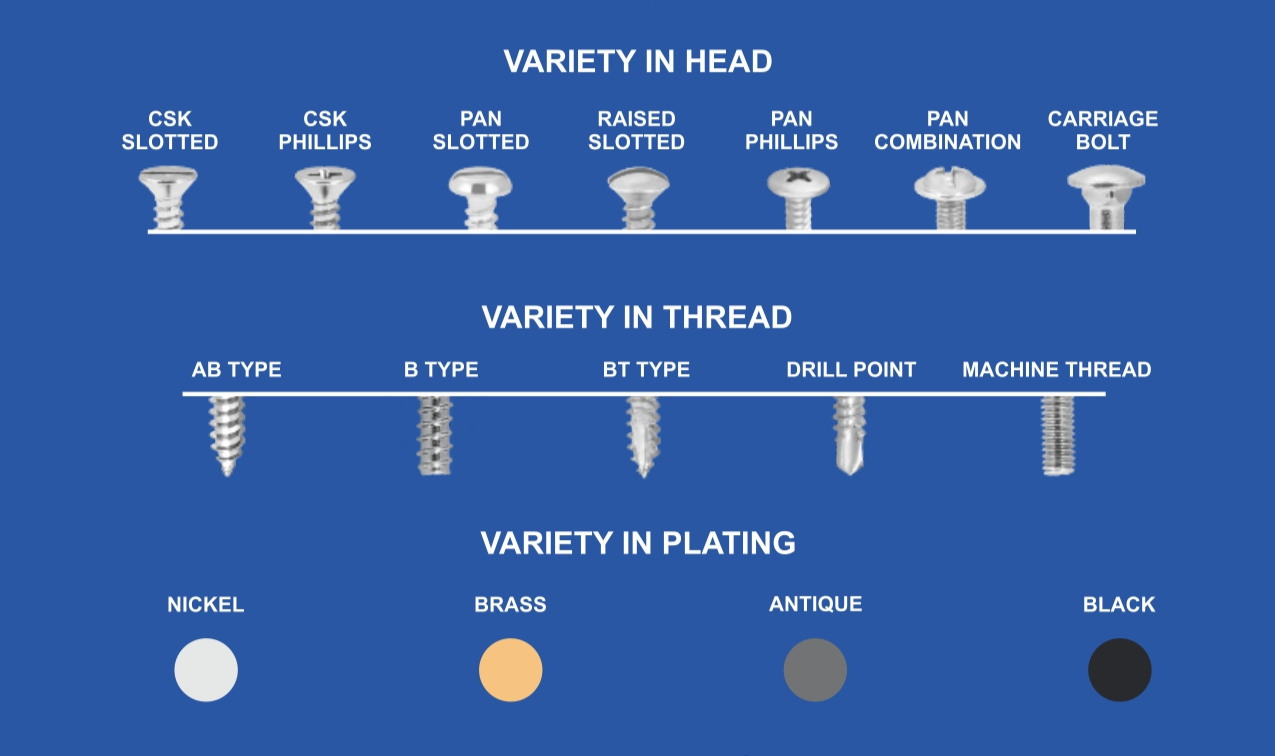 VARIETY IN HEAD
CSK SLOTTED
CSK PHILLIPS
PAN SLOTTED
RAISED SLOTTED
PAN PHILLIPS
PAN COMBINATION
CARRIAGE BOLT
VARIETY IN THREAD
AB TYPE
B TYPE
BT TYPE
DRILL POINT
MACHINE THREAD
VARIETY IN PLATING
NICKEL
BRASS
ANTIQUE
BLACK